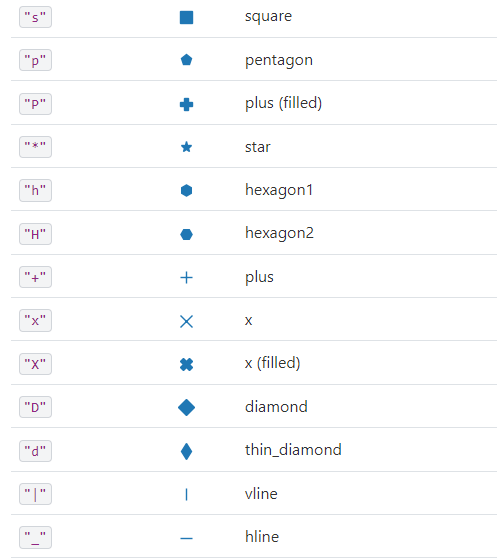 "s" square
"p" pentagon
"P" plus (filled)
"*" star
"h" hexagon1
"H" hexagon2
"+" plus
"x" x
"X" x (filled)
"D" diamond
"d" thin_diamond
"|" vline
"_" hline